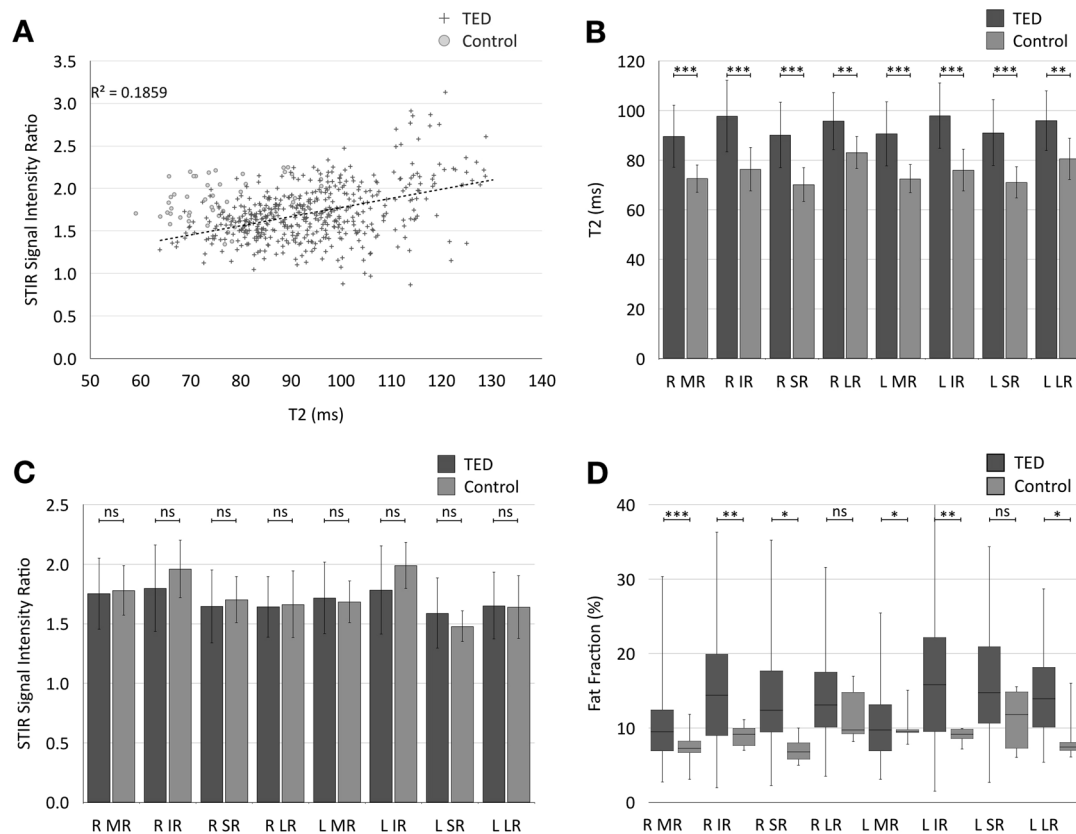 A
TED
Control
STIR Signal Intensity Ratio
3.5
3.0
2.5
2.0
1.5
1.0
0.5
0.0
R² = 0.1859
50 60 70 80 90 100 110 120 130 140
T2 (ms)
B
TED
Control
T2 (ms)
120
100
80
60
40
20
0
*** *** *** ** *** *** *** **
R MR R IR R SR R LR L MR L IR L SR L LR
C
TED
Control
STIR Signal Intensity Ratio
2.5
2.0
1.5
1.0
0.5
0.0
ns ns ns ns ns ns ns ns
R MR R IR R SR R LR L MR L IR L SR L LR
D
TED
Control
Fat Fraction (%)
40
30
20
10
0
*** ** * ns * ** ns *
R MR R IR R SR R LR L MR L IR L SR L LR